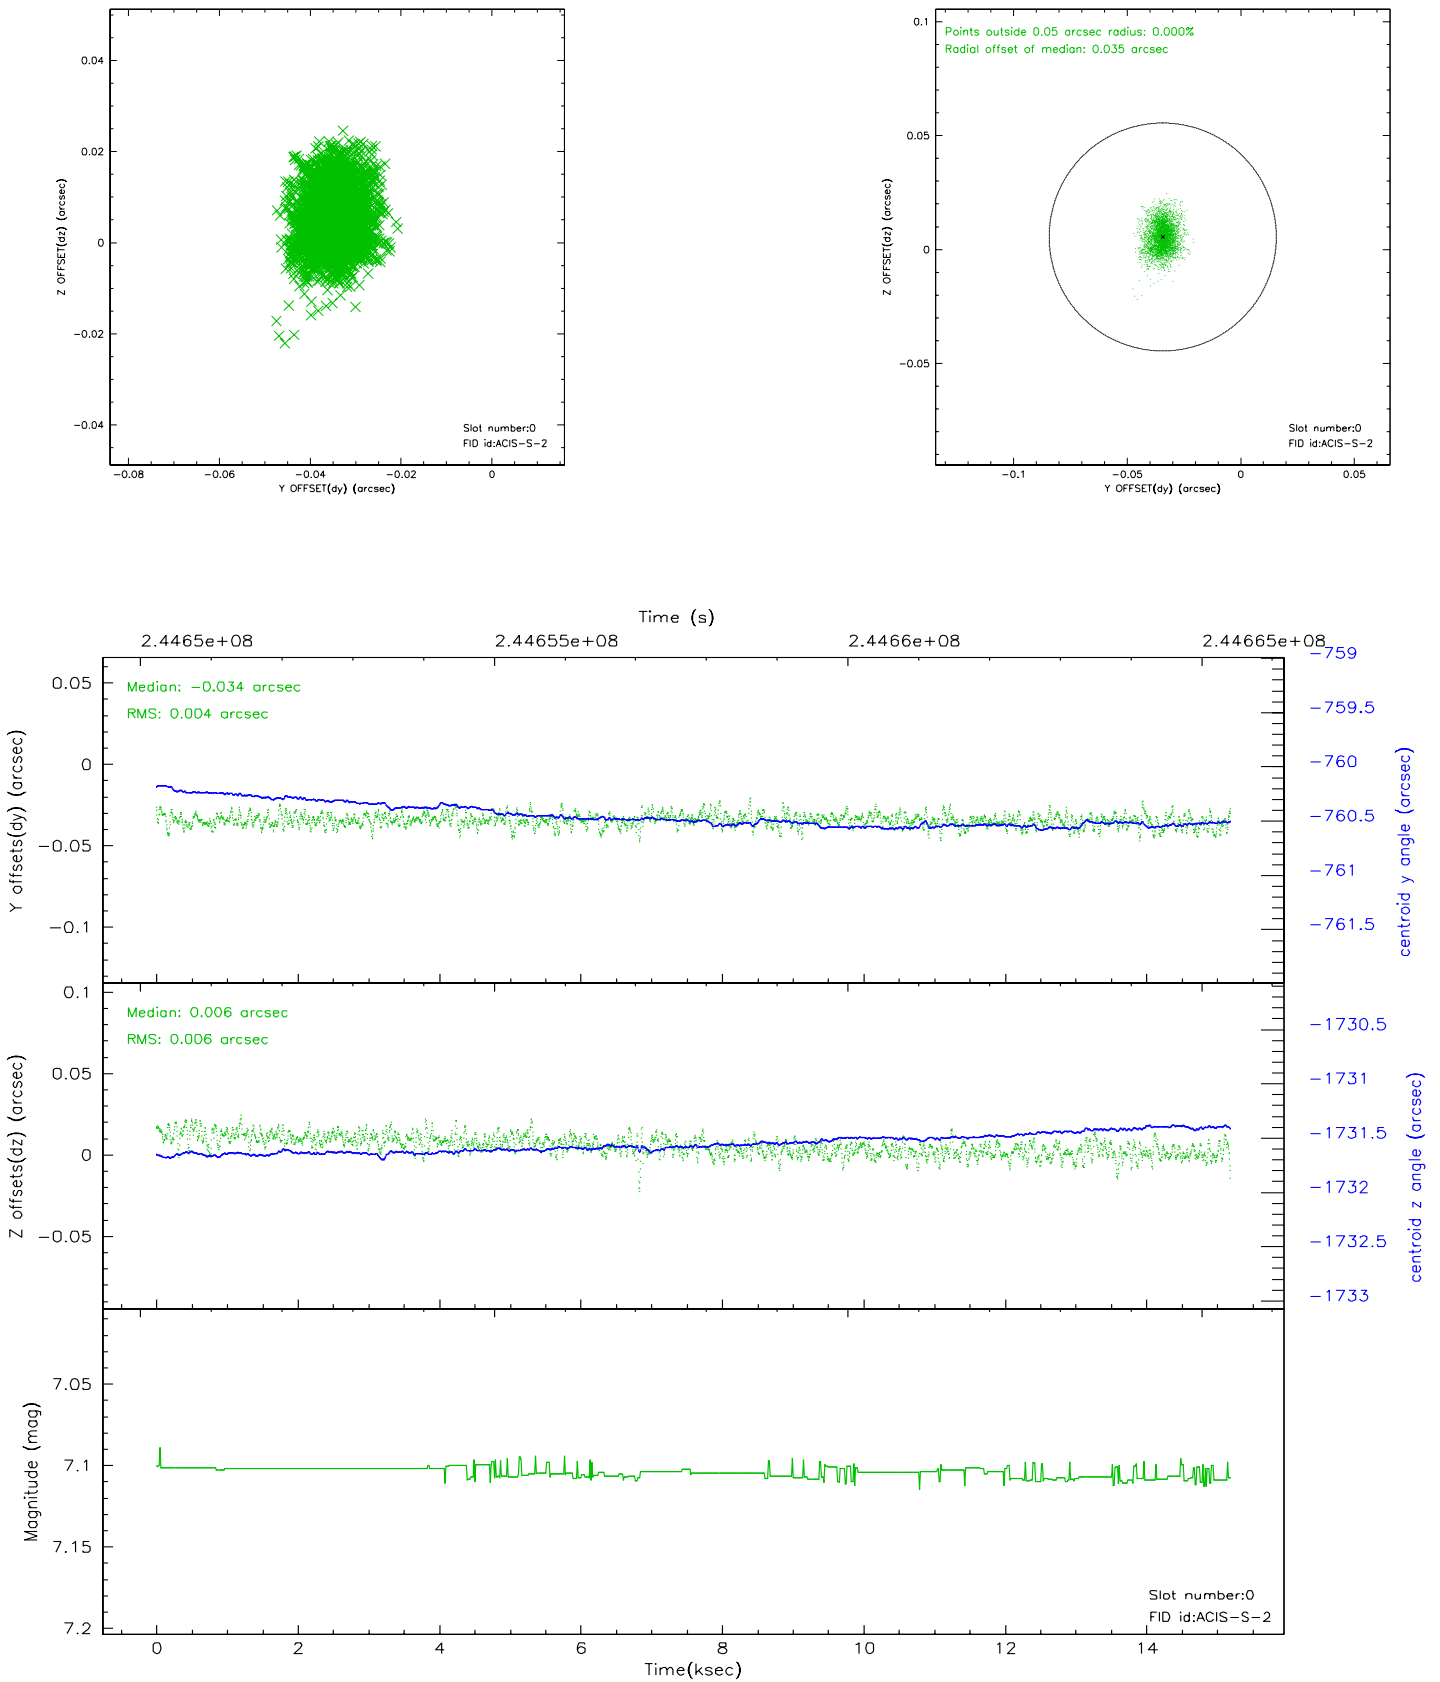 0.04
0.02
0
−0.02
−0.04
Z OFFSET(dz) (arcsec)
Slot number:0
FID id:ACIS−S−2
−0.08
−0.06
−0.04
−0.02
0
Y OFFSET(dy) (arcsec)
0.1
Points outside 0.05 arcsec radius: 0.000%
Radial offset of median: 0.035 arcsec
0.05
0
−0.05
Z OFFSET(dz) (arcsec)
Slot number:0
FID id:ACIS−S−2
−0.1
−0.05
0
0.05
Y OFFSET(dy) (arcsec)
Time (s)
2.4465e+08
2.44655e+08
2.4466e+08
2.44665e+08
0.05
0
−0.05
−0.1
Y offsets(dy) (arcsec)
Median: −0.034 arcsec
RMS: 0.004 arcsec
−759
−759.5
−760
−760.5
−761
−761.5
centroid y angle (arcsec)
0.1
0.05
0
−0.05
Z offsets(dz) (arcsec)
Median: 0.006 arcsec
RMS: 0.006 arcsec
−1730.5
−1731
−1731.5
−1732
−1732.5
−1733
centroid z angle (arcsec)
7.05
7.1
7.15
7.2
Magnitude (mag)
Slot number:0
FID id:ACIS−S−2
0
2
4
6
8
10
12
14
Time(ksec)